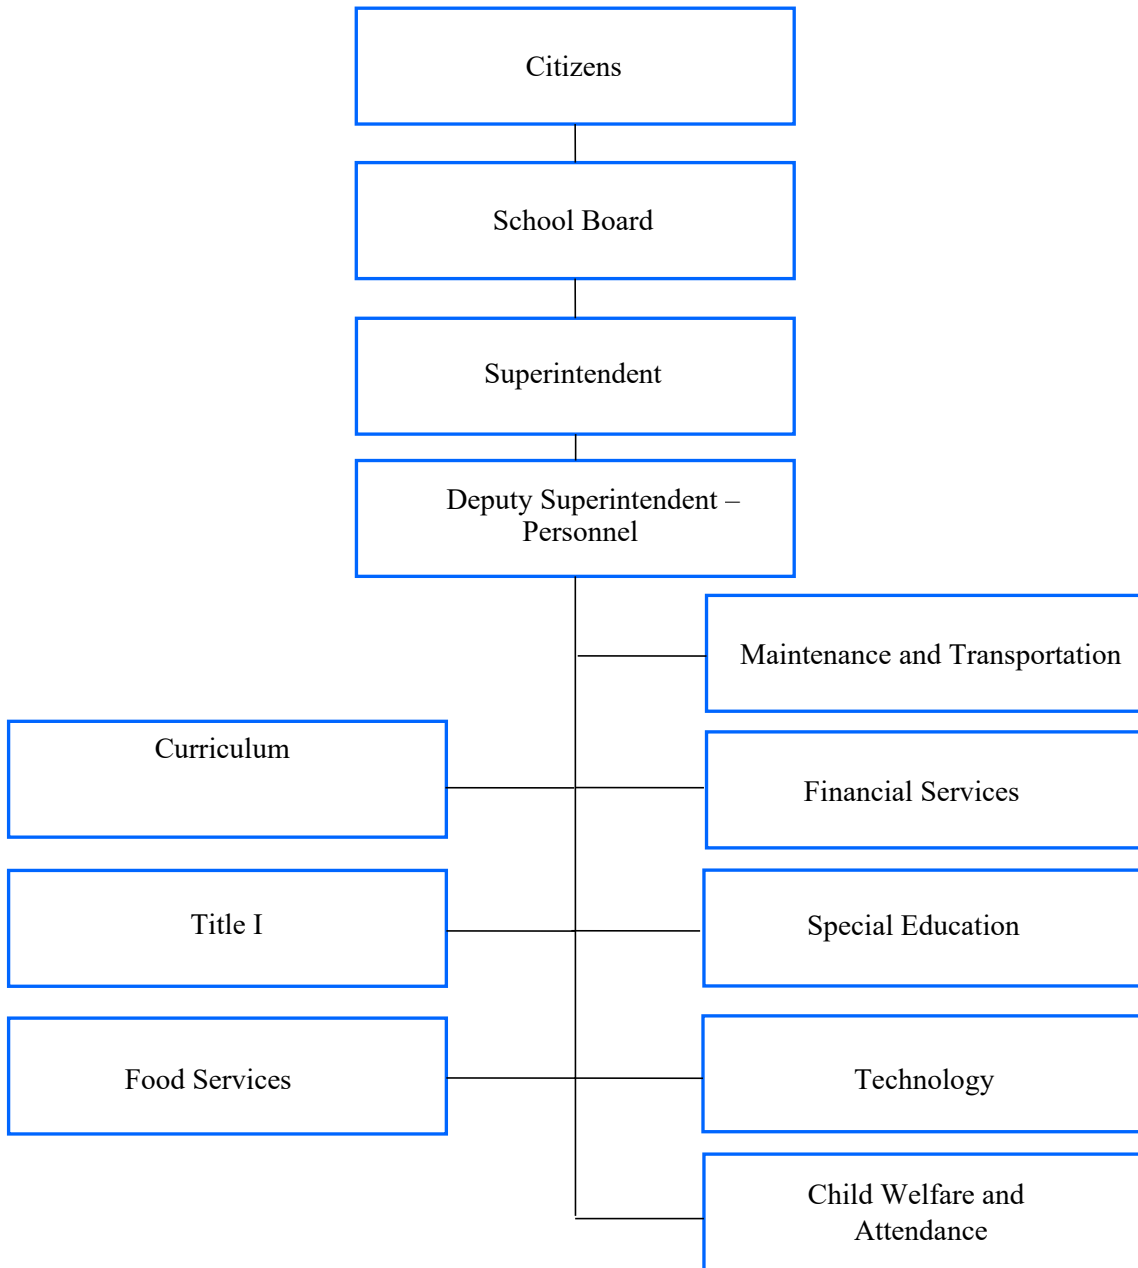 Citizens
School Board
Superintendent
Deputy Superintendent –
Personnel
Maintenance and Transportation
Curriculum
Financial Services
Title I
Special Education
Food Services
Technology
Child Welfare and
Attendance